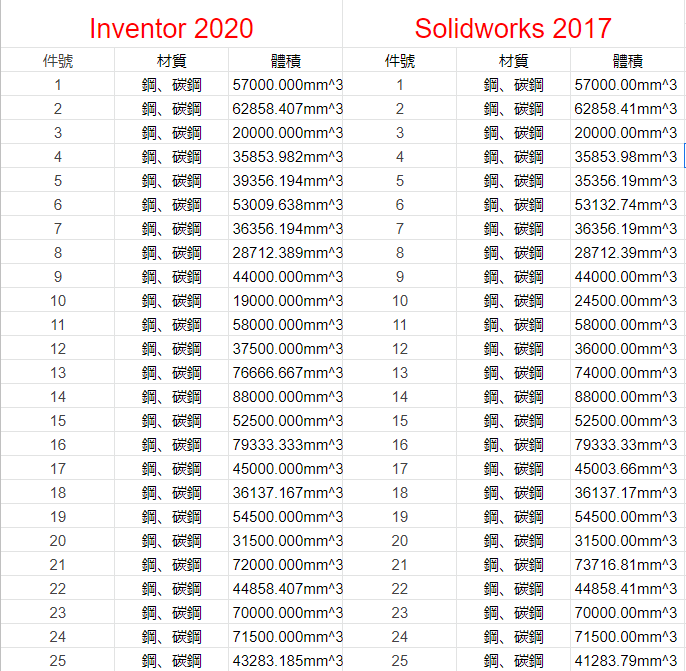 Inventor 2020 Solidworks 2017
件號 材質 體積 件號 材質 體積
1 鋼、碳鋼 57000.000mm^3 1 鋼、碳鋼 57000.00mm^3
2 鋼、碳鋼 62858.407mm^3 2 鋼、碳鋼 62858.41mm^3
3 鋼、碳鋼 20000.000mm^3 3 鋼、碳鋼 20000.00mm^3
4 鋼、碳鋼 35853.982mm^3 4 鋼、碳鋼 35853.98mm^3
5 鋼、碳鋼 39356.194mm^3 5 鋼、碳鋼 35356.19mm^3
6 鋼、碳鋼 53009.638mm^3 6 鋼、碳鋼 53132.74mm^3
7 鋼、碳鋼 36356.194mm^3 7 鋼、碳鋼 36356.19mm^3
8 鋼、碳鋼 28712.389mm^3 8 鋼、碳鋼 28712.39mm^3
9 鋼、碳鋼 44000.000mm^3 9 鋼、碳鋼 44000.00mm^3
10 鋼、碳鋼 19000.000mm^3 10 鋼、碳鋼 24500.00mm^3
11 鋼、碳鋼 58000.000mm^3 11 鋼、碳鋼 58000.00mm^3
12 鋼、碳鋼 37500.000mm^3 12 鋼、碳鋼 36000.00mm^3
13 鋼、碳鋼 76666.667mm^3 13 鋼、碳鋼 74000.00mm^3
14 鋼、碳鋼 88000.000mm^3 14 鋼、碳鋼 88000.00mm^3
15 鋼、碳鋼 52500.000mm^3 15 鋼、碳鋼 52500.00mm^3
16 鋼、碳鋼 79333.333mm^3 16 鋼、碳鋼 79333.33mm^3
17 鋼、碳鋼 45000.000mm^3 17 鋼、碳鋼 45003.66mm^3
18 鋼、碳鋼 36137.167mm^3 18 鋼、碳鋼 36137.17mm^3
19 鋼、碳鋼 54500.000mm^3 19 鋼、碳鋼 54500.00mm^3
20 鋼、碳鋼 31500.000mm^3 20 鋼、碳鋼 31500.00mm^3
21 鋼、碳鋼 72000.000mm^3 21 鋼、碳鋼 73716.81mm^3
22 鋼、碳鋼 44858.407mm^3 22 鋼、碳鋼 44858.41mm^3
23 鋼、碳鋼 70000.000mm^3 23 鋼、碳鋼 70000.00mm^3
24 鋼、碳鋼 71500.000mm^3 24 鋼、碳鋼 71500.00mm^3
25 鋼、碳鋼 43283.185mm^3 25 鋼、碳鋼 41283.79mm^3